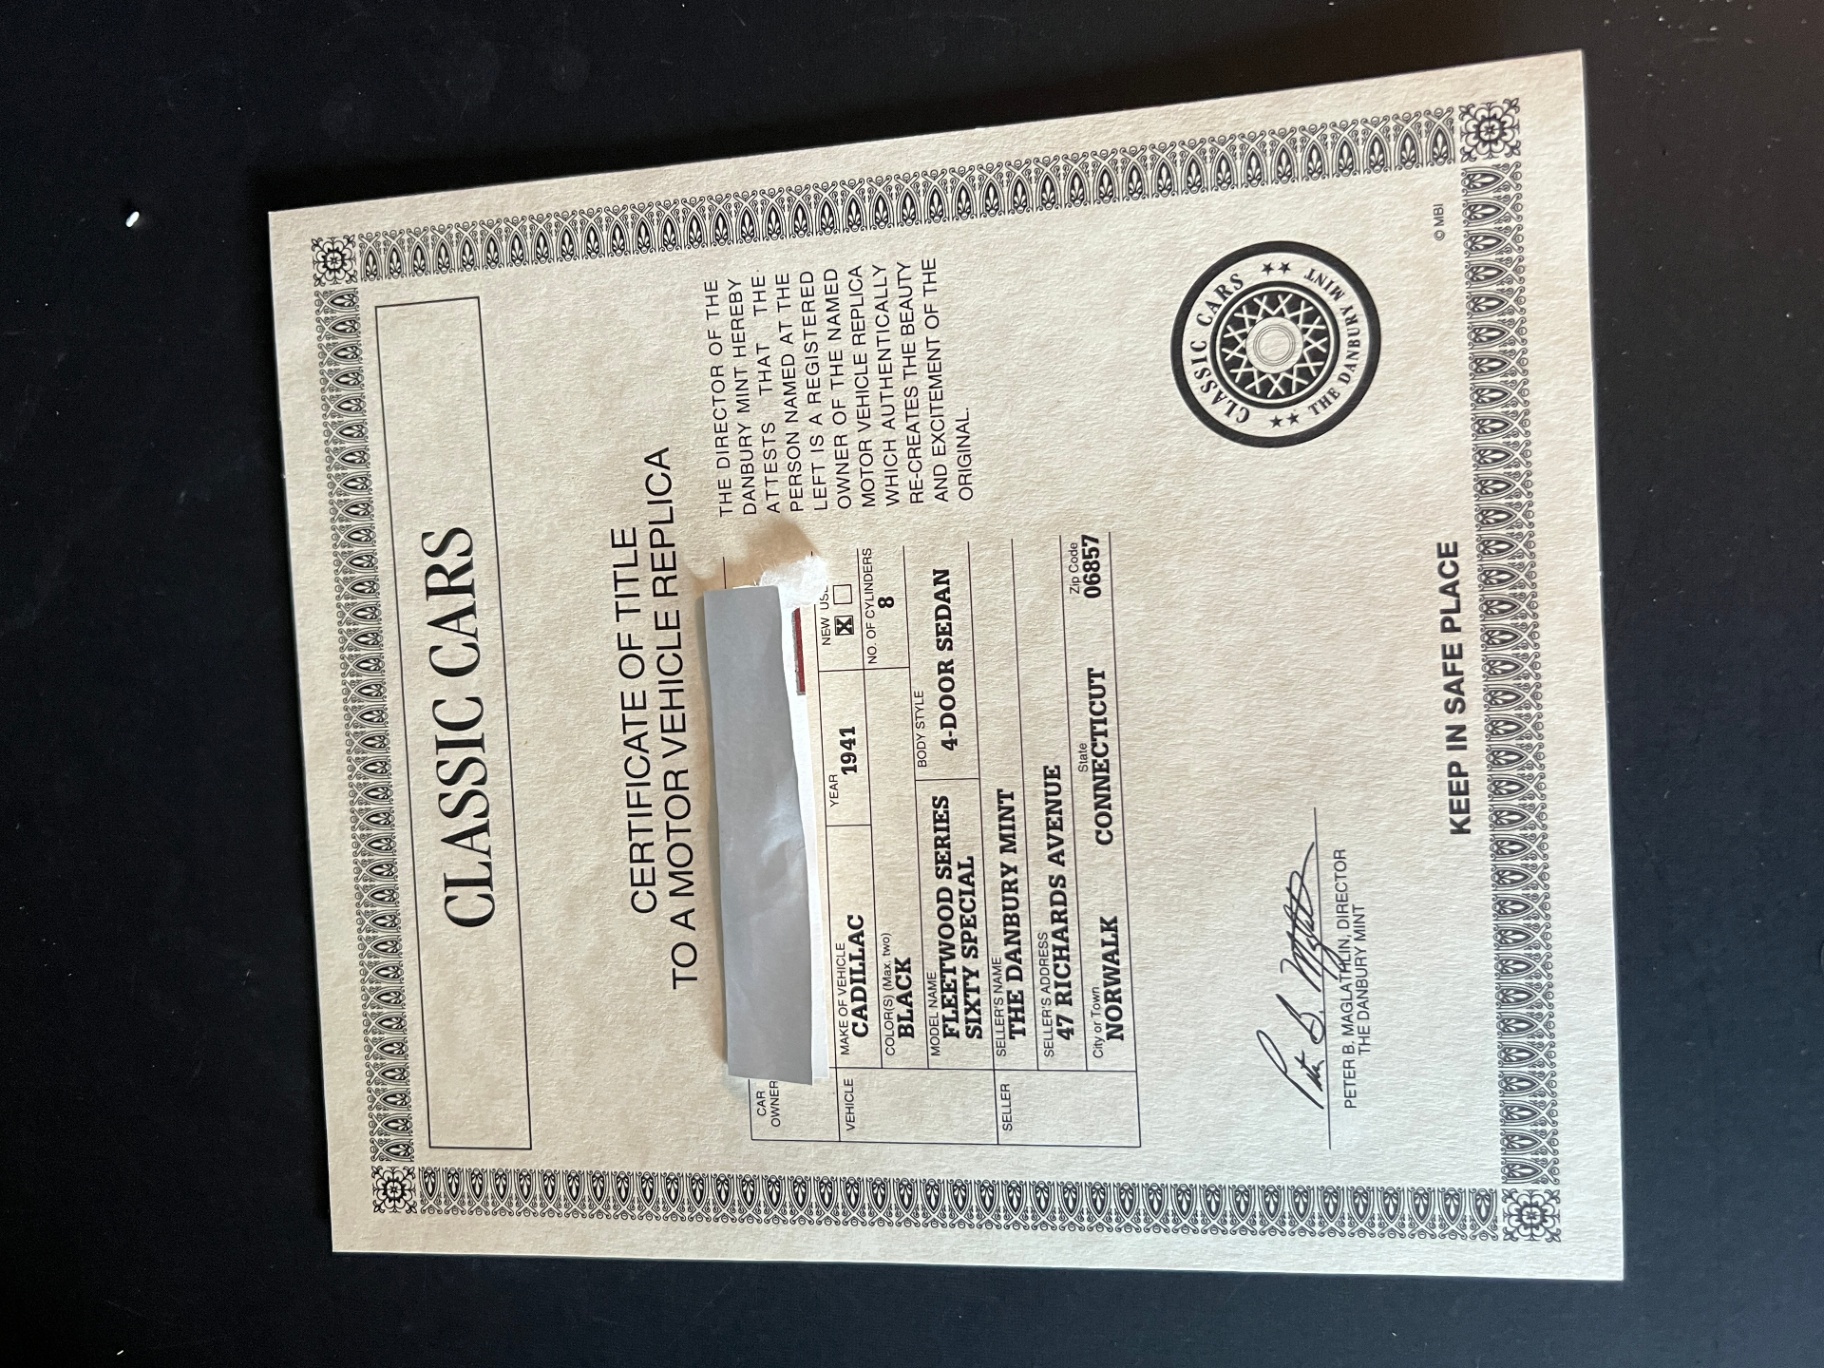 CLASSIC CARS
CERTIFICATE OF TITLE
TO A MOTOR VEHICLE REPLICA
CAR
OWNER
VEHICLE
MAKE OF VEHICLE
CADILLAC
YEAR
1941
NEW
X
COLOR(S) (Max. two)
BLACK
NO. OF CYLINDERS
8
MODEL NAME
FLEETWOOD SERIES
SIXTY SPECIAL
BODY STYLE
4-DOOR SEDAN
SELLER
SELLER'S NAME
THE DANBURY MINT
SELLER'S ADDRESS
47 RICHARDS AVENUE
City or Town
NORWALK
State
CONNECTICUT
Zip Code
06857
THE DIRECTOR OF THE
DANBURY MINT HEREBY
ATTESTS THAT THE
PERSON NAMED AT THE
LEFT IS A REGISTERED
OWNER OF THE NAMED
MOTOR VEHICLE REPLICA
WHICH AUTHENTICALLY
RE-CREATES THE BEAUTY
AND EXCITEMENT OF THE
ORIGINAL.
PETER B. MAGLATHLIN, DIRECTOR
THE DANBURY MINT
CLASSIC CARS
THE DANBURY MINT
KEEP IN SAFE PLACE
© MBI